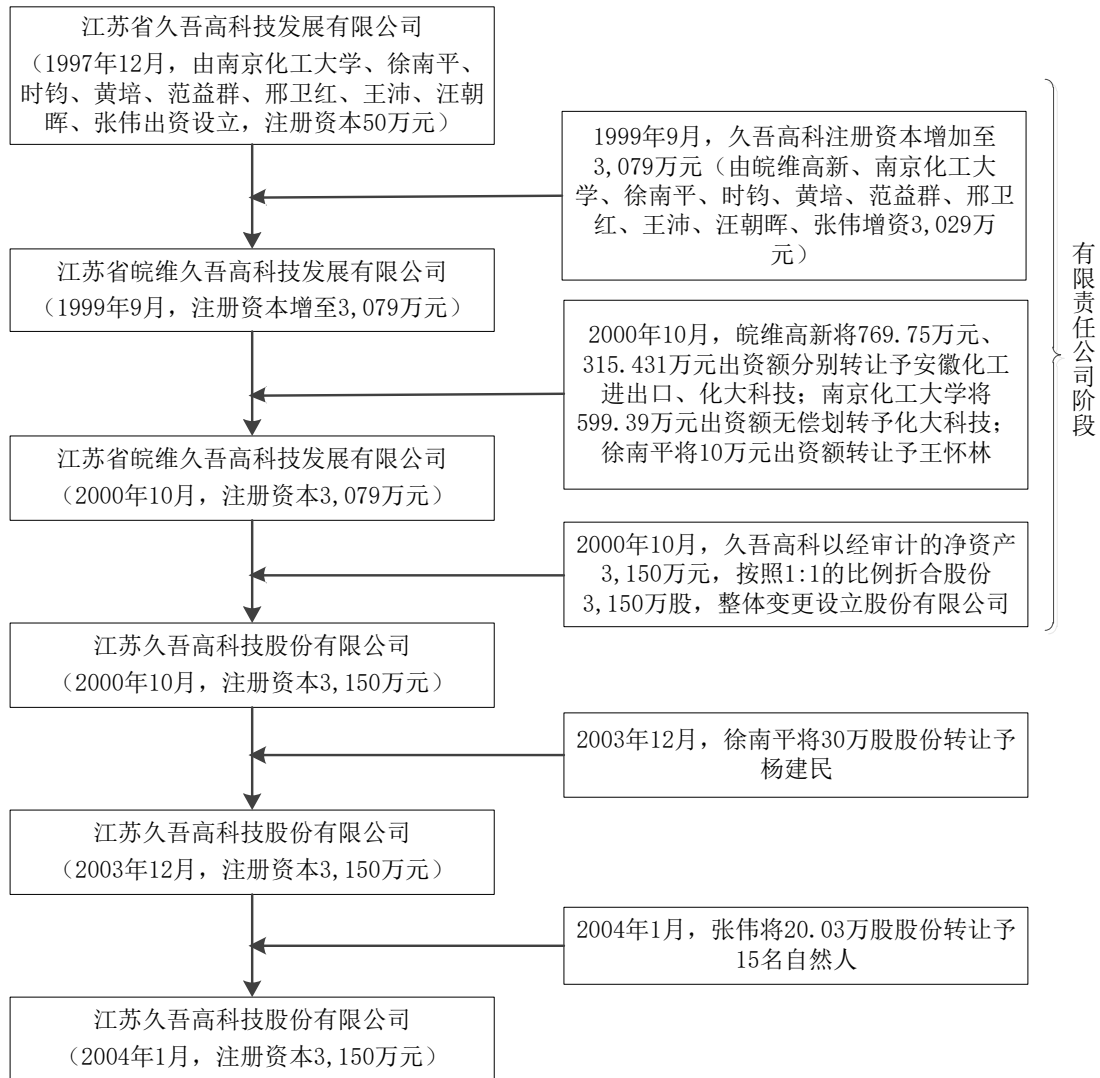 江苏省久吾高科技发展有限公司
（1997年12月，由南京化工大学、徐南平、
时钧、黄培、范益群、邢卫红、王沛、汪朝
晖、张伟出资设立，注册资本50万元）
1999年9月，久吾高科注册资本增加至
3,079万元（由皖维高新、南京化工大
学、徐南平、时钧、黄培、范益群、邢卫
红、王沛、汪朝晖、张伟增资3,029万
元）
江苏省皖维久吾高科技发展有限公司
（1999年9月，注册资本增至3,079万元）
2000年10月，皖维高新将769.75万元、
315.431万元出资额分别转让予安徽化工
进出口、化大科技；南京化工大学将
599.39万元出资额无偿划转予化大科技；
徐南平将10万元出资额转让予王怀林
江苏省皖维久吾高科技发展有限公司
（2000年10月，注册资本3,079万元）
2000年10月，久吾高科以经审计的净资产
3,150万元，按照1:1的比例折合股份
3,150万股，整体变更设立股份有限公司
有限责任公司阶段
江苏久吾高科技股份有限公司
（2000年10月，注册资本3,150万元）
2003年12月，徐南平将30万股股份转让予
杨建民
江苏久吾高科技股份有限公司
（2003年12月，注册资本3,150万元）
2004年1月，张伟将20.03万股股份转让予
15名自然人
江苏久吾高科技股份有限公司
（2004年1月，注册资本3,150万元）